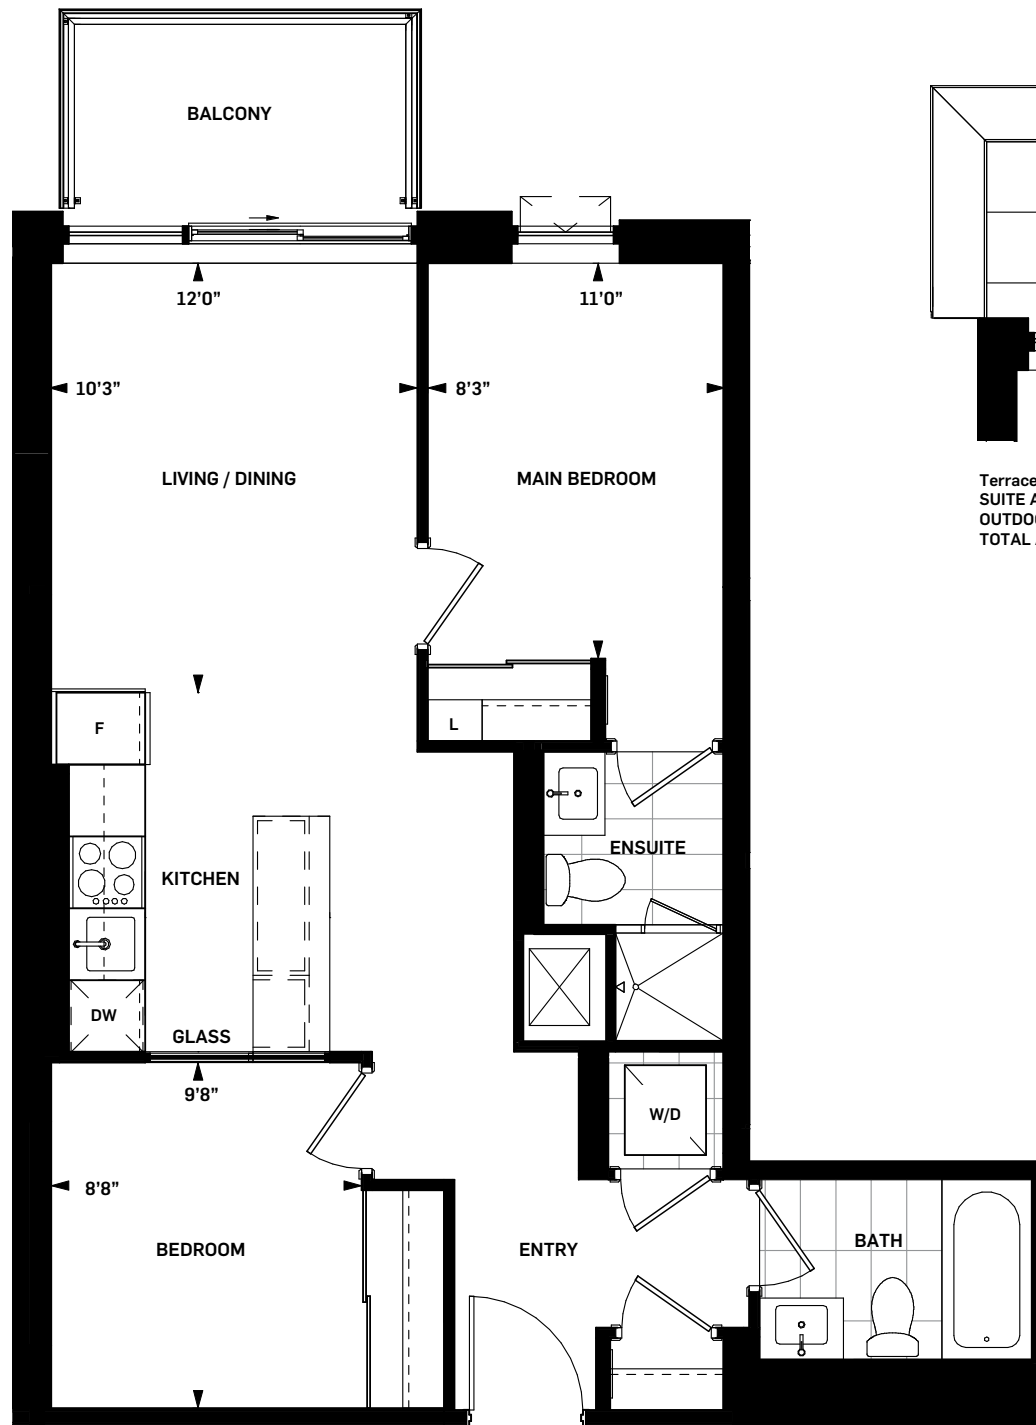 BALCONY
12'0"
11'0"
10'3"
8'3"
LIVING / DINING
MAIN BEDROOM
Terrace
SUITE
TOTAL
F
L
ENSUITE
KITCHEN
DW
GLASS
9'8"
W/D
8'8"
BEDROOM
ENTRY
BATH